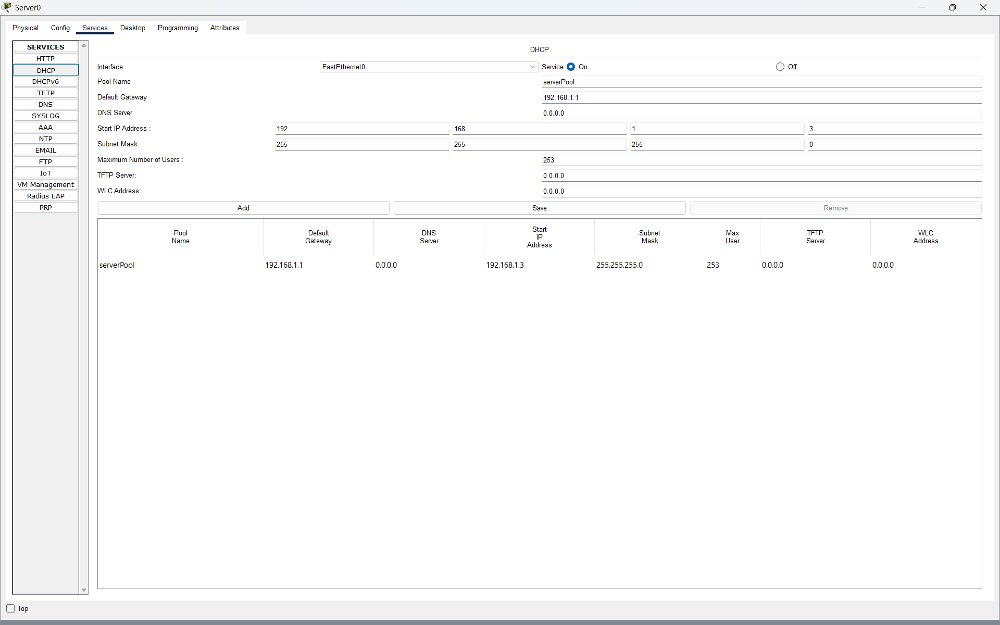 Server0
Physical Config Services Desktop Programming Attributes
SERVICES
HTTP
DHCP
DHCPv6
TFTP
DNS
SYSLOG
AAA
NTP
EMAIL
FTP
IoT
VM Management
Radius EAP
PRP
DHCP
Interface FastEthernet0 Service On Off
Pool Name serverPool
Default Gateway 192.168.1.1
DNS Server 0.0.0.0
Start IP Address : 192 168 1 3
Subnet Mask: 255 255 255 0
Maximum Number of Users : 253
TFTP Server: 0.0.0.0
WLC Address: 0.0.0.0
Add Save Remove
Pool Name Default Gateway DNS Server Start IP Address Subnet Mask Max User TFTP Server WLC Address
serverPool 192.168.1.1 0.0.0.0 192.168.1.3 255.255.255.0 253 0.0.0.0 0.0.0.0
Top